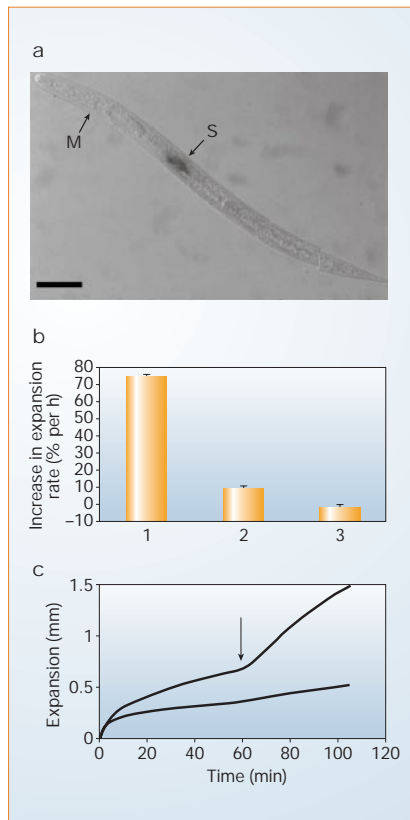 a
M
S
b
Increase in expansion
rate (% per h)
80
70
60
50
40
30
20
10
0
–10
1
2
3
c
Expansion (mm)
1.5
1
0.5
0
0
20
40
60
80
100
120
Time (min)